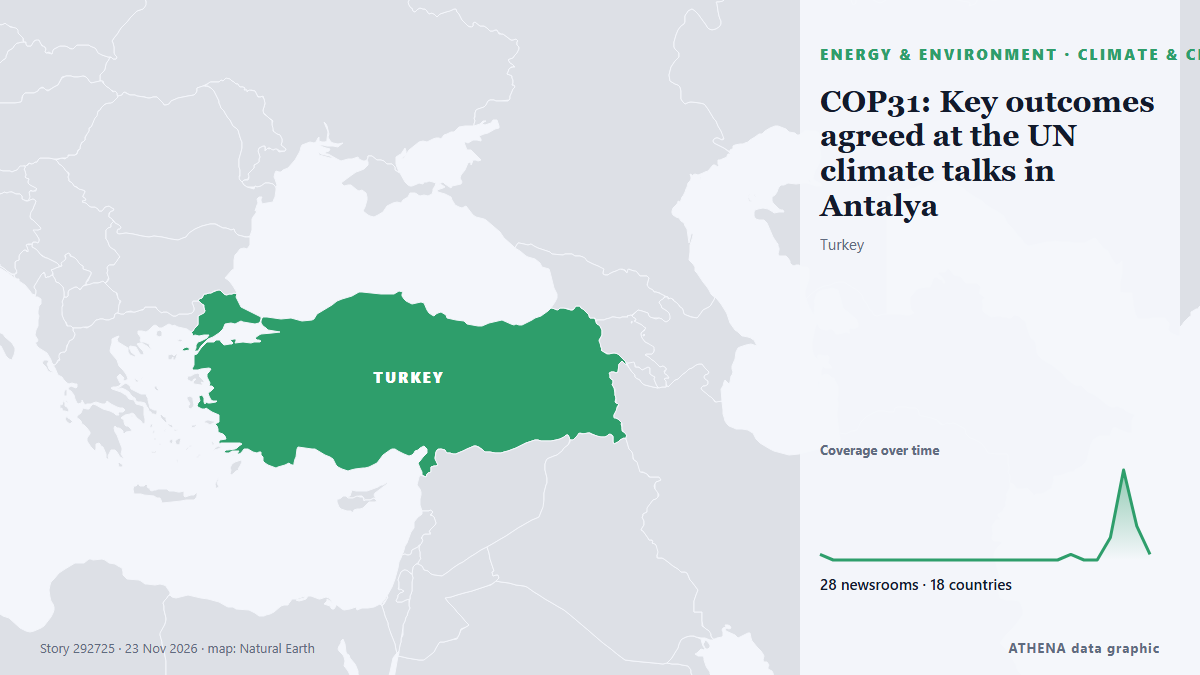 ENERGY & ENVIRONMENT · CLIMATE &
COP31: Key outcomes
agreed at the UN
climate talks in
Antalya
Turkey
TURKEY
Coverage over time
28 newsrooms · 18 countries
Story 292725 · 23 Nov 2026 · map: Natural Earth
ATHENA data graphic